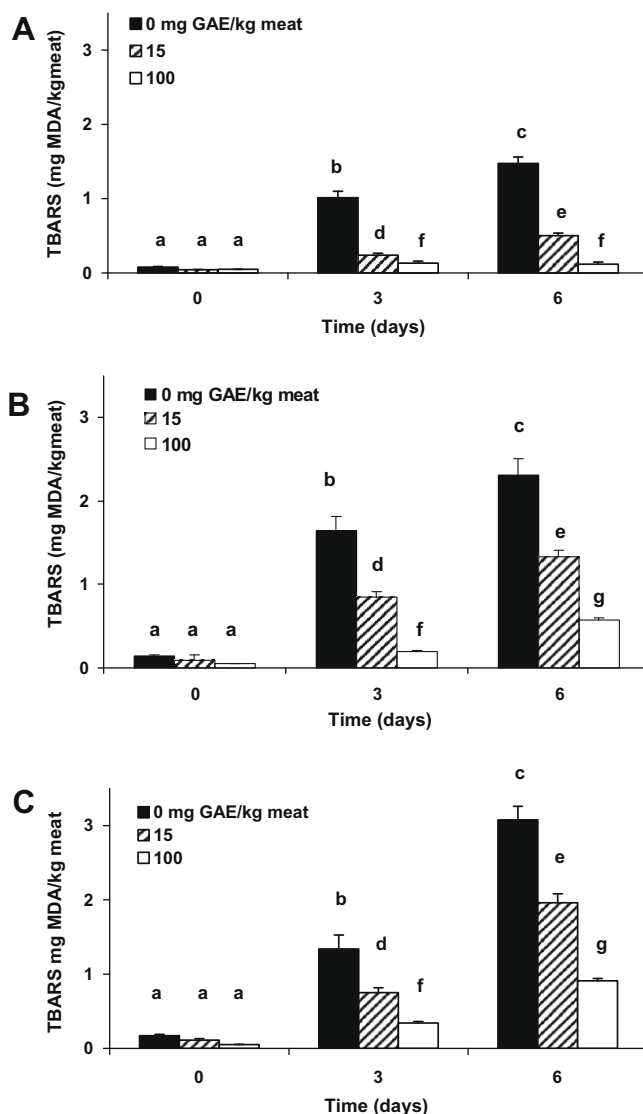 A
0 mg GAE/kg meat
15
100
TBARS (mg MDA/kgmeat)
3
2
1
0
a a a
b
d
f
c
e
f
0 3 6
Time (days)
B
0 mg GAE/kg meat
15
100
TBARS (mg MDA/kgmeat)
3
2
1
0
a a a
b
d
f
c
e
g
0 3 6
Time (days)
C
0 mg GAE/kg meat
15
100
TBARS mg MDA/kg meat
3
2
1
0
a a a
b
d
f
c
e
g
0 3 6
Time (days)